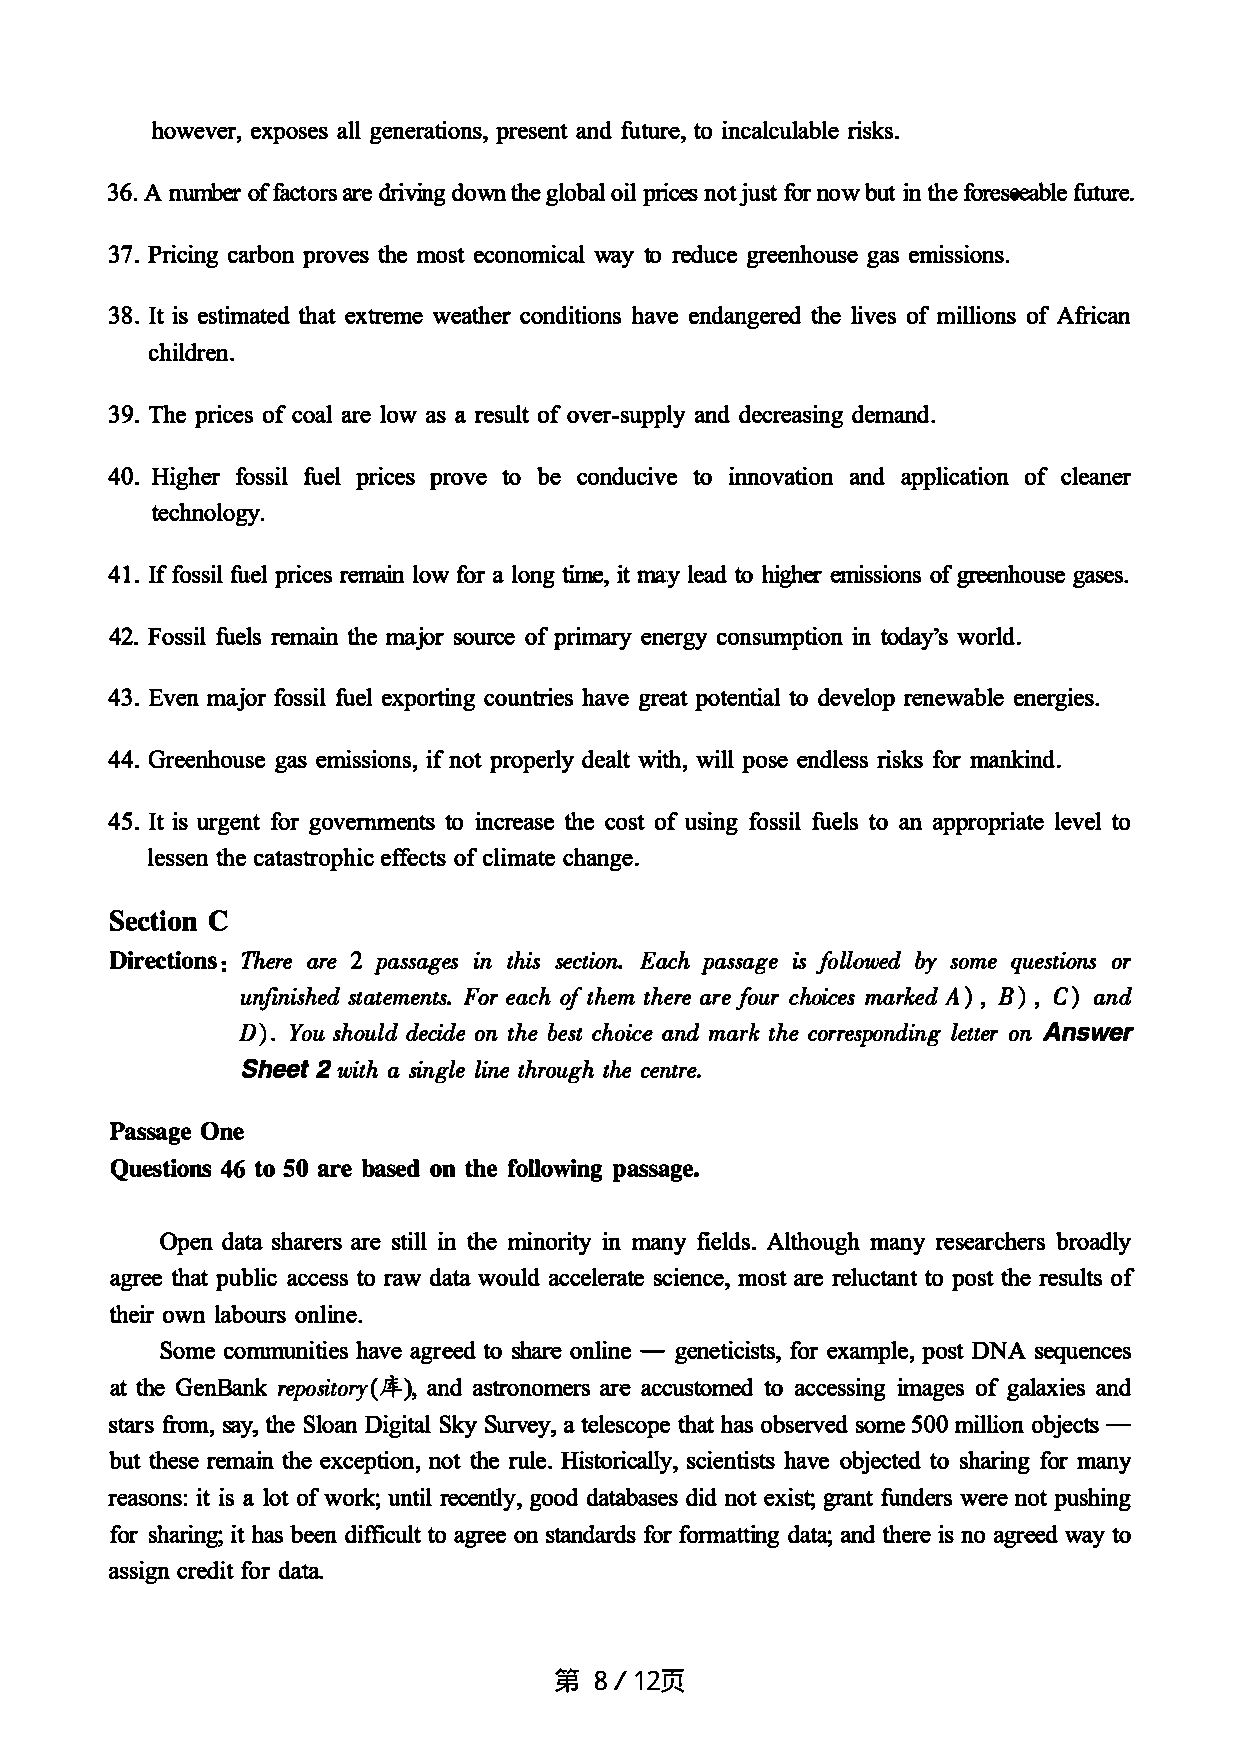 however, exposes all generations, present and future, to incalculable risks.
36. A number of factors are driving down the global oil prices not just for now but in the foreseeable future.
37. Pricing carbon proves the most economical way to reduce greenhouse gas emissions.
38. It is estimated that extreme weather conditions have endangered the lives of millions of African
children.
39. The prices of coal are low as a result of over-supply and decreasing demand.
40. Higher fossil fuel prices prove to be conducive to innovation and application of cleaner
technology.
41. If fossil fuel prices remain low for a long time, it may lead to higher emissions of greenhouse gases.
42. Fossil fuels remain the major source of primary energy consumption in today's world.
43. Even major fossil fuel exporting countries have great potential to develop renewable energies.
44. Greenhouse gas emissions, if not properly dealt with, will pose endless risks for mankind.
45. It is urgent for governments to increase the cost of using fossil fuels to an appropriate level to
lessen the catastrophic effects of climate change.
Section C
Directions: There are 2 passages in this section. Each passage is followed by some questions or
unfinished statements. For each of them there are four choices marked A), B), C) and
D). You should decide on the best choice and mark the corresponding letter on Answer
Sheet 2 with a single line through the centre.
Passage One
Questions 46 to 50 are based on the following passage.
Open data sharers are still in the minority in many fields. Although many researchers broadly
agree that public access to raw data would accelerate science, most are reluctant to post the results of
their own labours online.
Some communities have agreed to share online — geneticists, for example, post DNA sequences
at the GenBank repository(库), and astronomers are accustomed to accessing images of galaxies and
stars from, say, the Sloan Digital Sky Survey, a telescope that has observed some 500 million objects —
but these remain the exception, not the rule. Historically, scientists have objected to sharing for many
reasons: it is a lot of work; until recently, good databases did not exist; grant funders were not pushing
for sharing; it has been difficult to agree on standards for formatting data; and there is no agreed way to
assign credit for data.
第 8 / 12页